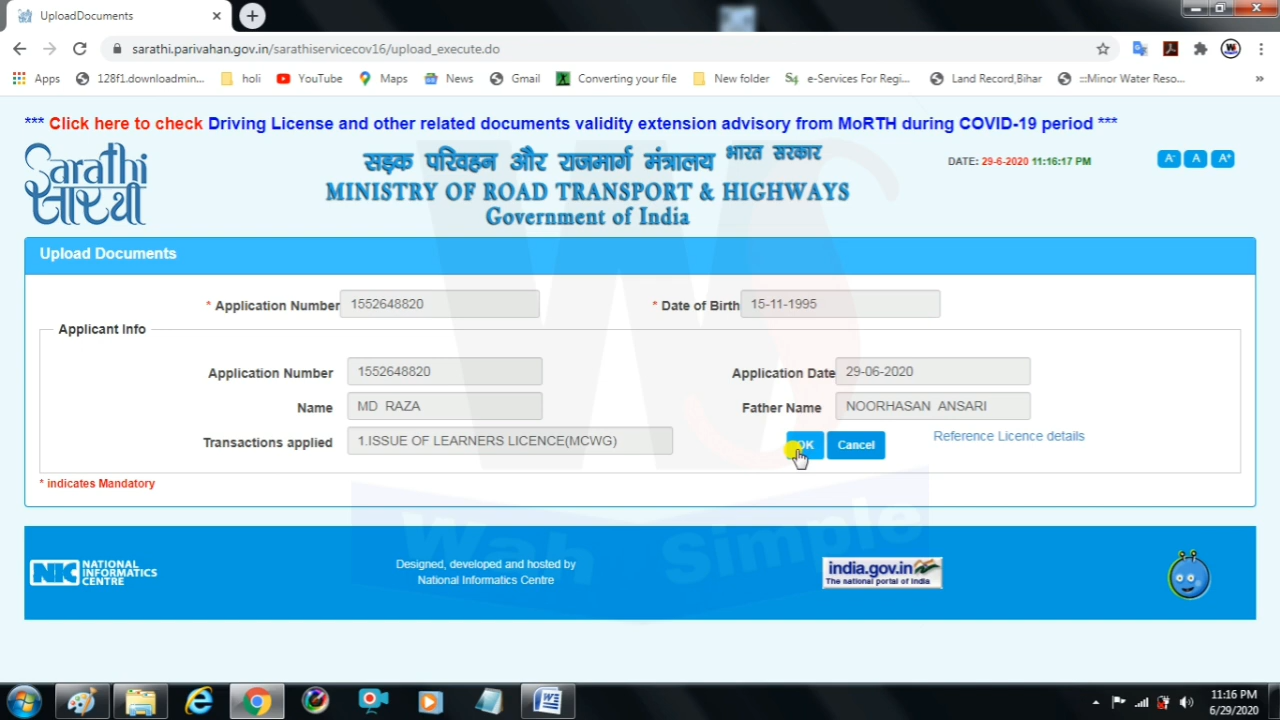 UploadDocuments
sarathi.parivahan.gov.in/sarathiservicecov16/upload_execute.do
Apps 128f1.downloadmin... holi YouTube Maps News Gmail Converting your file New folder e-Services For Regi... Land Record,Bihar :::Minor Water Reso... »
*** Click here to check Driving License and other related documents validity extension advisory from MoRTH during COVID-19 period ***
Sarathi
सारथी
सड़क परिवहन और राजमार्ग मंत्रालय भारत सरकार
MINISTRY OF ROAD TRANSPORT & HIGHWAYS
Government of India
DATE: 29-6-2020 11:16:17 PM
A- A A+
Upload Documents
* Application Number 1552648820 * Date of Birth 15-11-1995
Applicant Info
Application Number 1552648820 Application Date 29-06-2020
Name MD RAZA Father Name NOORHASAN ANSARI
Transactions applied 1.ISSUE OF LEARNERS LICENCE(MCWG) OK Cancel Reference Licence details
* indicates Mandatory
WS
Wah Simple
NIC NATIONAL INFORMATICS CENTRE
Designed, developed and hosted by
National Informatics Centre
india.gov.in
The national portal of India
11:16 PM
6/29/2020